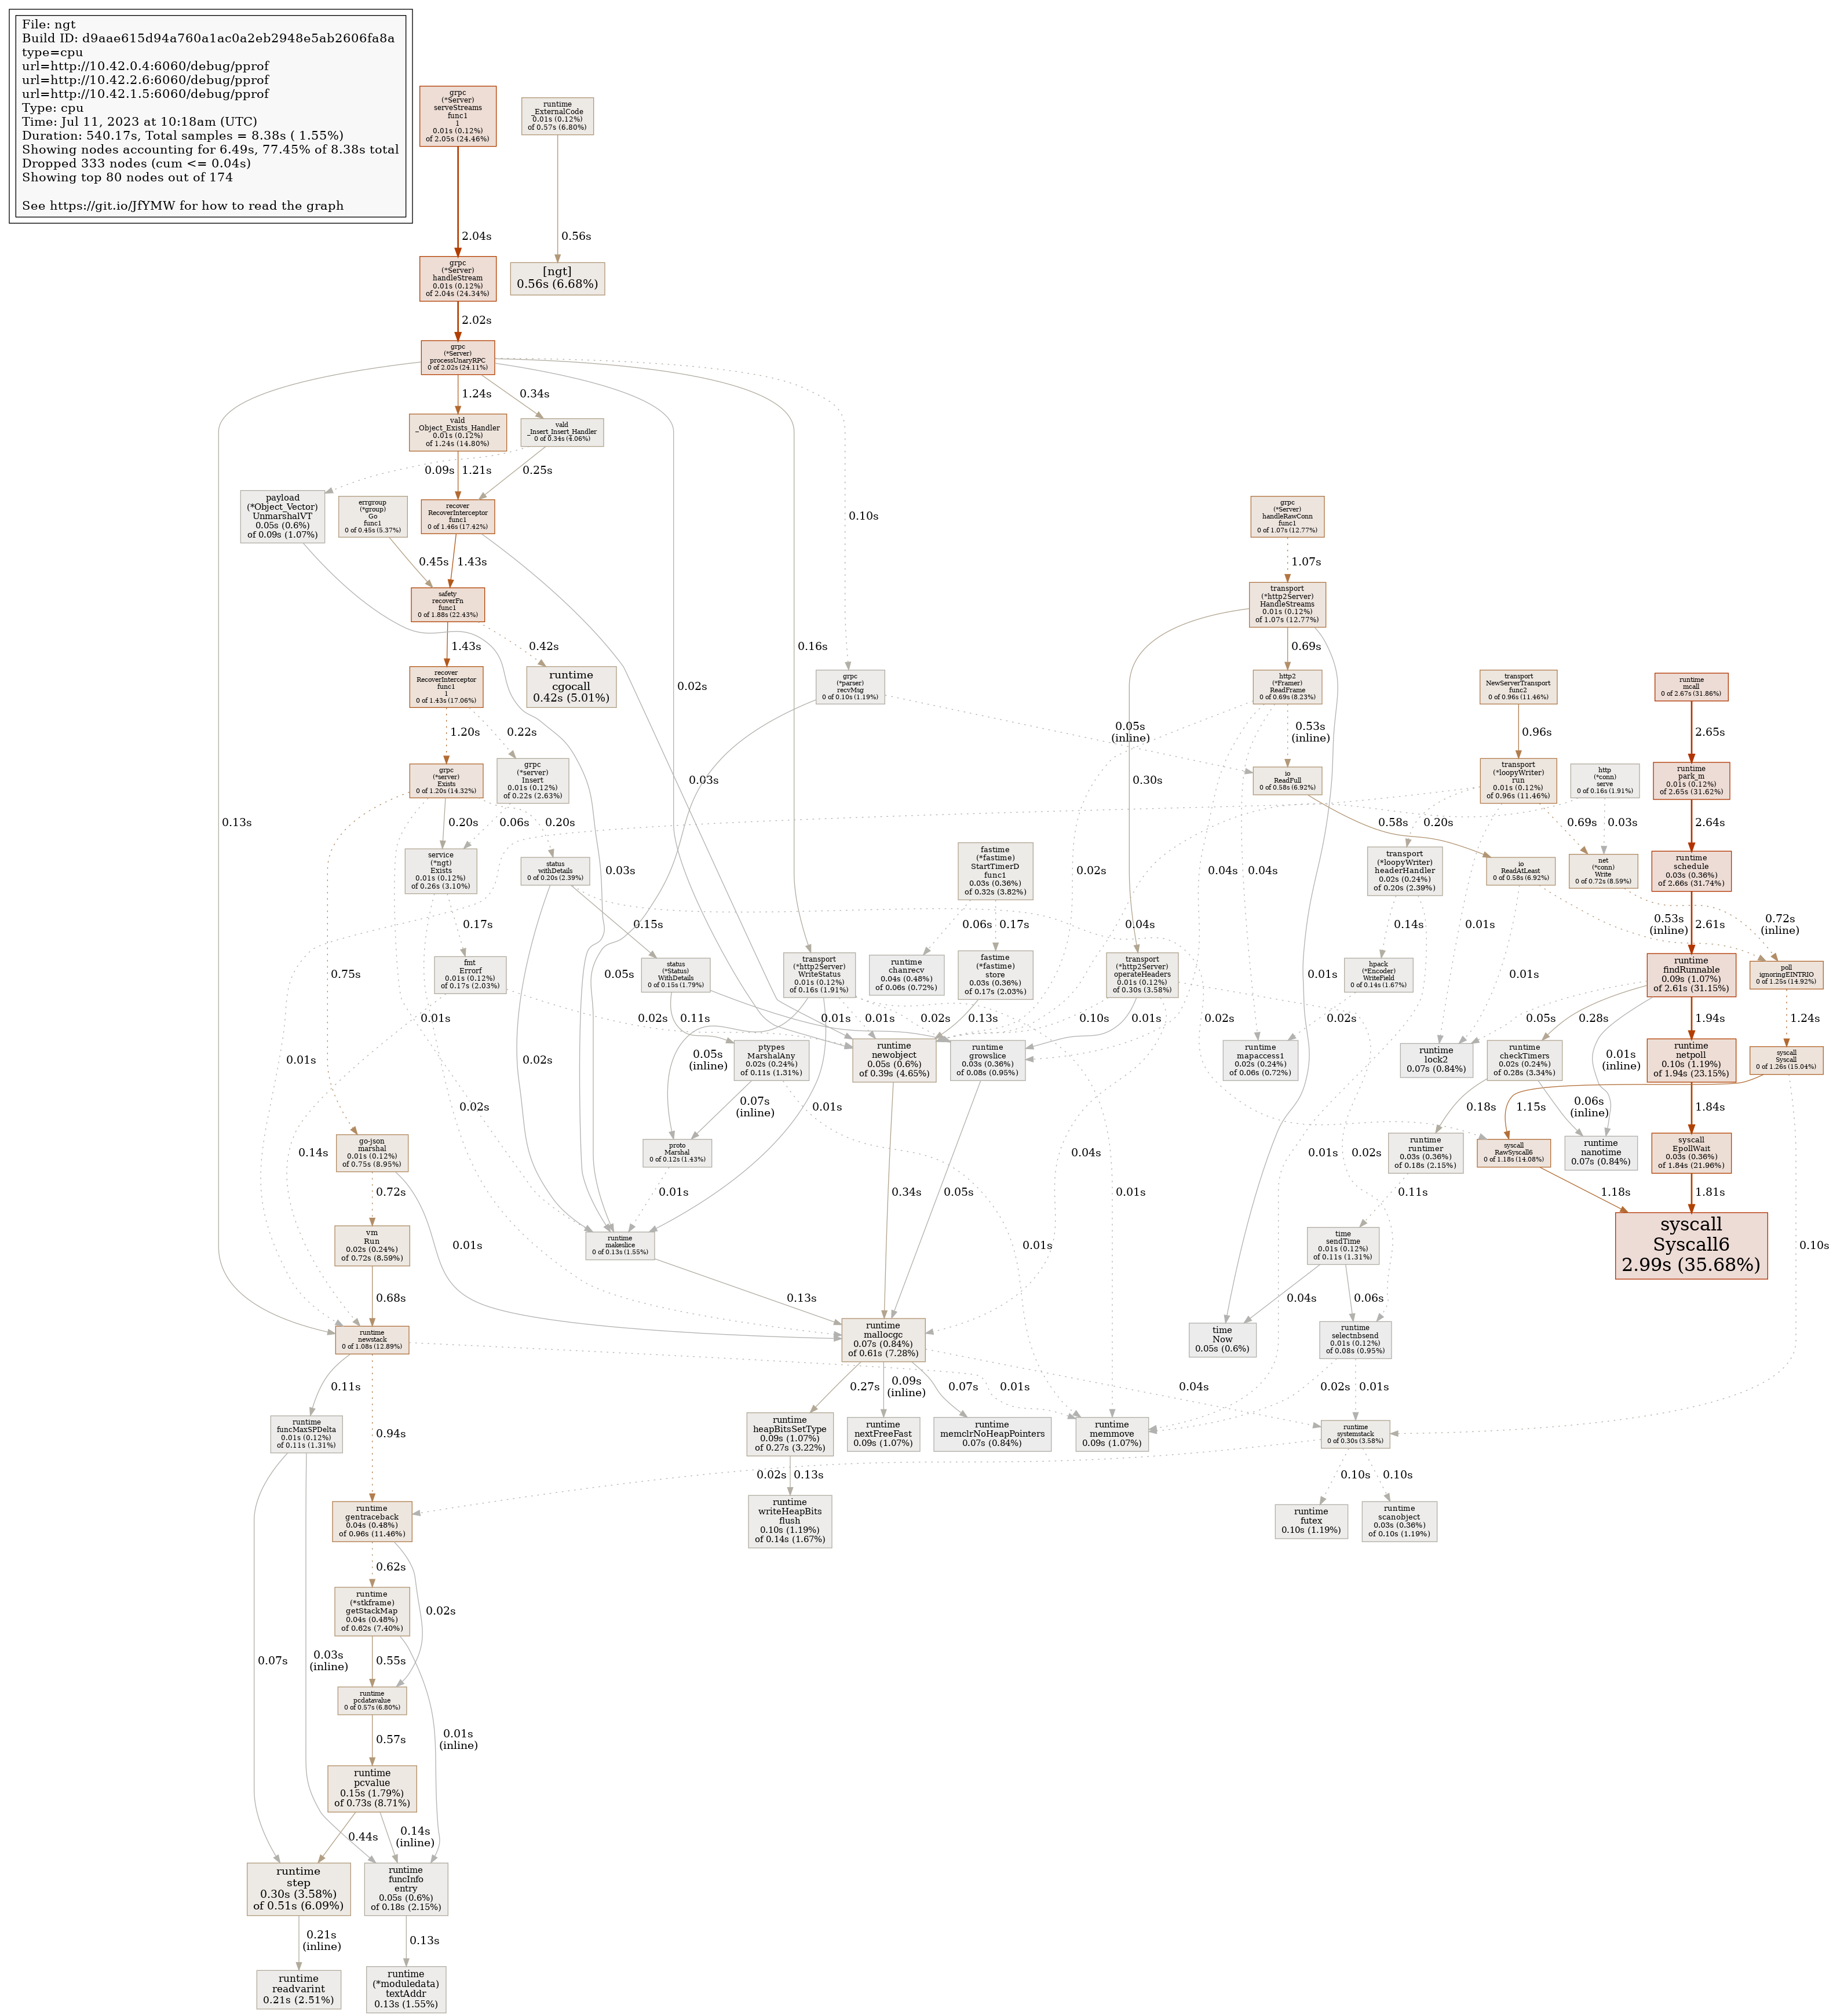 File: ngt
Build ID: d9aae615d94a760a1ac0a2eb2948e5ab2606fa8a
type=cpu
url=http://10.42.0.4:6060/debug/pprof
url=http://10.42.2.6:6060/debug/pprof
url=http://10.42.1.5:6060/debug/pprof
Type: cpu
Time: Jul 11, 2023 at 10:18am (UTC)
Duration: 540.17s, Total samples = 8.38s ( 1.55%)
Showing nodes accounting for 6.49s, 77.45% of 8.38s total
Dropped 333 nodes (cum <= 0.04s)
Showing top 80 nodes out of 174
See https://git.io/JfYMW for how to read the graph
grpc
(*Server)
serveStreams
func1
1
0.01s (0.12%)
of 2.05s (24.46%)
runtime
_ExternalCode
0.01s (0.12%)
of 0.57s (6.80%)
2.04s
0.56s
grpc
(*Server)
handleStream
0.01s (0.12%)
of 2.04s (24.34%)
[ngt]
0.56s (6.68%)
2.02s
grpc
(*Server)
processUnaryRPC
0 of 2.02s (24.11%)
1.24s
0.34s
vald
_Object_Exists_Handler
0.01s (0.12%)
of 1.24s (14.80%)
vald
_Insert_Insert_Handler
0 of 0.34s (4.06%)
0.09s
1.21s
0.25s
payload
(*Object_Vector)
UnmarshalVT
0.05s (0.6%)
of 0.09s (1.07%)
errgroup
(*group)
Go
func1
0 of 0.45s (5.37%)
recover
RecoverInterceptor
func1
0 of 1.46s (17.42%)
0.10s
grpc
(*Server)
handleRawConn
func1
0 of 1.07s (12.77%)
0.45s
1.43s
1.07s
safety
recoverFn
func1
0 of 1.88s (22.43%)
transport
(*http2Server)
HandleStreams
0.01s (0.12%)
of 1.07s (12.77%)
1.43s
0.42s
0.16s
0.69s
recover
RecoverInterceptor
func1
1
0 of 1.43s (17.06%)
runtime
cgocall
0.42s (5.01%)
0.02s
grpc
(*parser)
recvMsg
0 of 0.10s (1.19%)
http2
(*Framer)
ReadFrame
0 of 0.69s (8.23%)
transport
NewServerTransport
func2
0 of 0.96s (11.46%)
runtime
mcall
0 of 2.67s (31.86%)
1.20s
0.22s
0.05s
(inline)
0.53s
(inline)
0.96s
2.65s
grpc
(*server)
Exists
0 of 1.20s (14.32%)
grpc
(*server)
Insert
0.01s (0.12%)
of 0.22s (2.63%)
0.03s
0.30s
io
ReadFull
0 of 0.58s (6.92%)
transport
(*loopyWriter)
run
0.01s (0.12%)
of 0.96s (11.46%)
http
(*conn)
serve
0 of 0.16s (1.91%)
runtime
park_m
0.01s (0.12%)
of 2.65s (31.62%)
0.13s
0.20s
0.06s
0.20s
0.58s
0.20s
0.69s
0.03s
2.64s
service
(*ngt)
Exists
0.01s (0.12%)
of 0.26s (3.10%)
status
withDetails
0 of 0.20s (2.39%)
0.03s
fastime
(*fastime)
StartTimerD
func1
0.03s (0.36%)
of 0.32s (3.82%)
0.02s
0.04s
0.04s
transport
(*loopyWriter)
headerHandler
0.02s (0.24%)
of 0.20s (2.39%)
io
ReadAtLeast
0 of 0.58s (6.92%)
net
(*conn)
Write
0 of 0.72s (8.59%)
runtime
schedule
0.03s (0.36%)
of 2.66s (31.74%)
0.17s
0.15s
0.06s
0.17s
0.04s
0.14s
0.01s
0.53s
(inline)
0.72s
(inline)
2.61s
0.75s
fmt
Errorf
0.01s (0.12%)
of 0.17s (2.03%)
status
(*Status)
WithDetails
0 of 0.15s (1.79%)
0.05s
transport
(*http2Server)
WriteStatus
0.01s (0.12%)
of 0.16s (1.91%)
runtime
chanrecv
0.04s (0.48%)
of 0.06s (0.72%)
fastime
(*fastime)
store
0.03s (0.36%)
of 0.17s (2.03%)
transport
(*http2Server)
operateHeaders
0.01s (0.12%)
of 0.30s (3.58%)
0.01s
hpack
(*Encoder)
WriteField
0 of 0.14s (1.67%)
0.01s
runtime
findRunnable
0.09s (1.07%)
of 2.61s (31.15%)
poll
ignoringEINTRIO
0 of 1.25s (14.92%)
0.01s
0.01s
0.02s
0.11s
0.01s
0.01s
0.02s
0.13s
0.10s
0.01s
0.02s
0.02s
0.05s
0.28s
1.94s
1.24s
0.14s
0.02s
0.05s
(inline)
ptypes
MarshalAny
0.02s (0.24%)
of 0.11s (1.31%)
runtime
newobject
0.05s (0.6%)
of 0.39s (4.65%)
runtime
growslice
0.03s (0.36%)
of 0.08s (0.95%)
runtime
mapaccess1
0.02s (0.24%)
of 0.06s (0.72%)
runtime
lock2
0.07s (0.84%)
runtime
checkTimers
0.02s (0.24%)
of 0.28s (3.34%)
0.01s
(inline)
runtime
netpoll
0.10s (1.19%)
of 1.94s (23.15%)
syscall
Syscall
0 of 1.26s (15.04%)
0.02s
0.07s
(inline)
0.01s
0.18s
0.06s
(inline)
1.15s
1.84s
go-json
marshal
0.01s (0.12%)
of 0.75s (8.95%)
proto
Marshal
0 of 0.12s (1.43%)
0.04s
0.01s
0.02s
runtime
runtimer
0.03s (0.36%)
of 0.18s (2.15%)
syscall
RawSyscall6
0 of 1.18s (14.08%)
runtime
nanotime
0.07s (0.84%)
syscall
EpollWait
0.03s (0.36%)
of 1.84s (21.96%)
0.72s
0.01s
0.34s
0.05s
0.01s
0.11s
1.18s
1.81s
vm
Run
0.02s (0.24%)
of 0.72s (8.59%)
0.01s
runtime
makeslice
0 of 0.13s (1.55%)
0.01s
time
sendTime
0.01s (0.12%)
of 0.11s (1.31%)
syscall
Syscall6
2.99s (35.68%)
0.10s
0.68s
0.13s
0.04s
0.06s
runtime
newstack
0 of 1.08s (12.89%)
runtime
mallocgc
0.07s (0.84%)
of 0.61s (7.28%)
time
Now
0.05s (0.6%)
runtime
selectnbsend
0.01s (0.12%)
of 0.08s (0.95%)
0.11s
0.27s
0.09s
(inline)
0.07s
0.01s
0.04s
0.02s
0.01s
runtime
funcMaxSPDelta
0.01s (0.12%)
of 0.11s (1.31%)
0.94s
runtime
heapBitsSetType
0.09s (1.07%)
of 0.27s (3.22%)
runtime
nextFreeFast
0.09s (1.07%)
runtime
memclrNoHeapPointers
0.07s (0.84%)
runtime
memmove
0.09s (1.07%)
runtime
systemstack
0 of 0.30s (3.58%)
0.02s
0.13s
0.10s
0.10s
runtime
gentraceback
0.04s (0.48%)
of 0.96s (11.46%)
runtime
writeHeapBits
flush
0.10s (1.19%)
of 0.14s (1.67%)
runtime
futex
0.10s (1.19%)
runtime
scanobject
0.03s (0.36%)
of 0.10s (1.19%)
0.62s
runtime
(*stkframe)
getStackMap
0.04s (0.48%)
of 0.62s (7.40%)
0.02s
0.07s
0.03s
(inline)
0.55s
runtime
pcdatavalue
0 of 0.57s (6.80%)
0.57s
0.01s
(inline)
runtime
pcvalue
0.15s (1.79%)
of 0.73s (8.71%)
0.44s
0.14s
(inline)
runtime
step
0.30s (3.58%)
of 0.51s (6.09%)
runtime
funcInfo
entry
0.05s (0.6%)
of 0.18s (2.15%)
0.21s
(inline)
0.13s
runtime
readvarint
0.21s (2.51%)
runtime
(*moduledata)
textAddr
0.13s (1.55%)